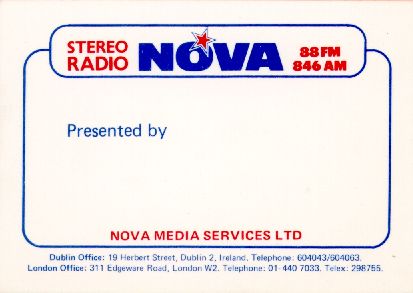 STEREO RADIO NOVA 88 FM 846 AM
Presented by
NOVA MEDIA SERVICES LTD
Dublin Office: 19 Herbert Street, Dublin 2, Ireland. Telephone: 604043/604063.
London Office: 311 Edgeware Road, London W2. Telephone: 01-440 7033. Telex: 298755.